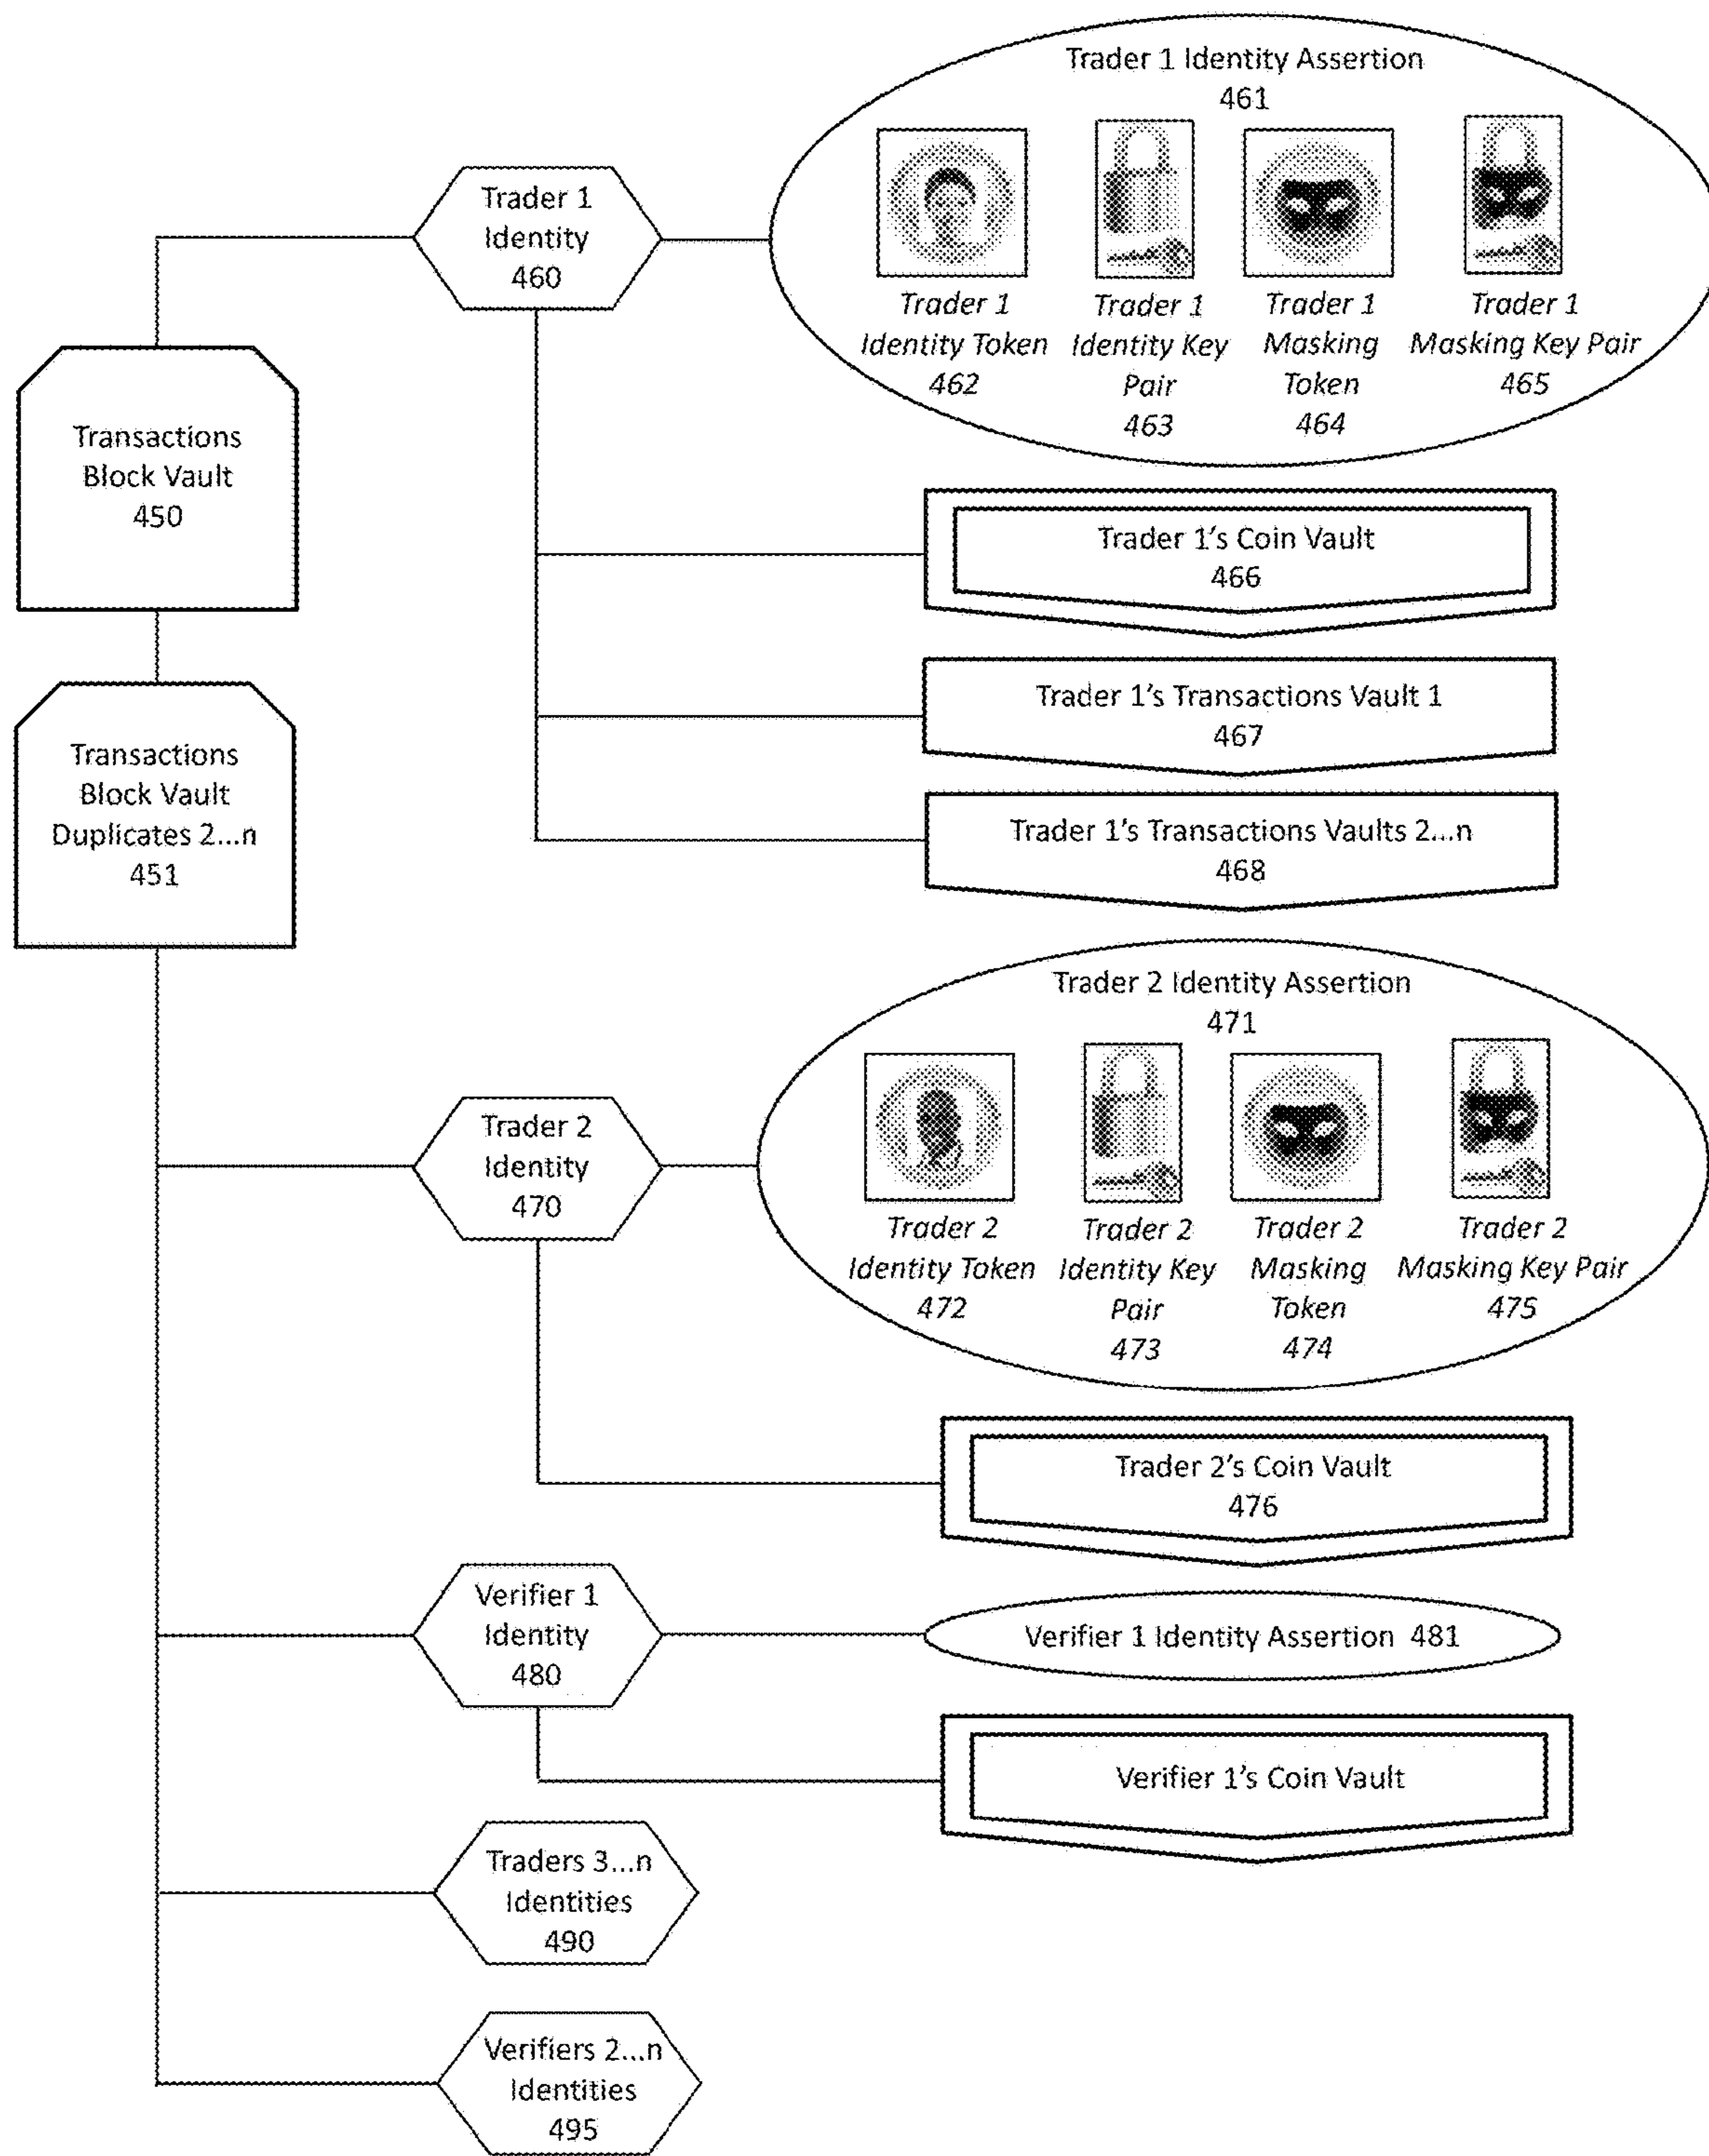 Trader 1 Identity Assertion
461
Trader 1
Identity
460
Trader 1
Identity Token
462
Trader 1
Identity Key
Pair
463
Trader 1
Masking
Token
464
Trader 1
Masking Key Pair
465
Transactions
Block Vault
450
Trader 1's Coin Vault
466
Trader 1's Transactions Vault 1
467
Transactions
Block Vault
Duplicates 2...n
451
Trader 1's Transactions Vaults 2...n
468
Trader 2 Identity Assertion
471
Trader 2
Identity
470
Trader 2
Identity Token
472
Trader 2
Identity Key
Pair
473
Trader 2
Masking
Token
474
Trader 2
Masking Key Pair
475
Trader 2's Coin Vault
476
Verifier 1
Identity
480
Verifier 1 Identity Assertion 481
Verifier 1's Coin Vault
Traders 3...n
Identities
490
Verifiers 2...n
Identities
495